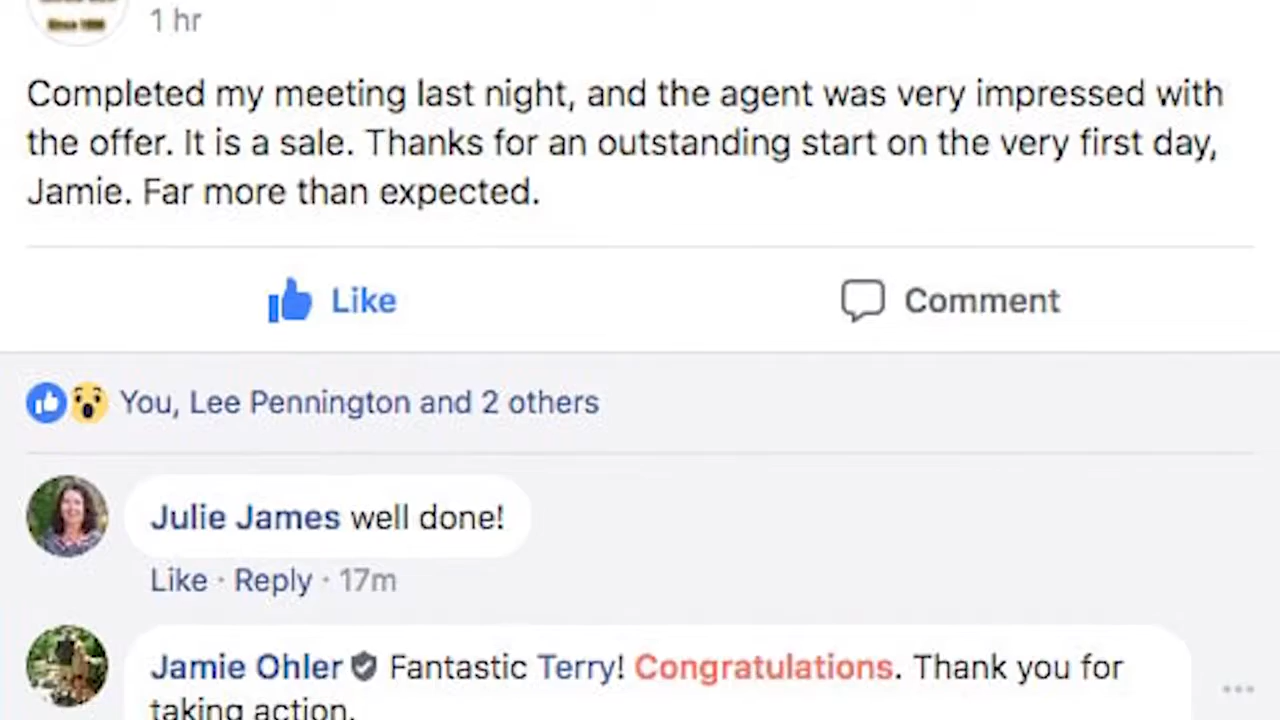 1 hr
Completed my meeting last night, and the agent was very impressed with
the offer. It is a sale. Thanks for an outstanding start on the very first day,
Jamie. Far more than expected.
Like Comment
You, Lee Pennington and 2 others
Julie James well done!
Like · Reply · 17m
Jamie Ohler Fantastic Terry! Congratulations. Thank you for
taking action.